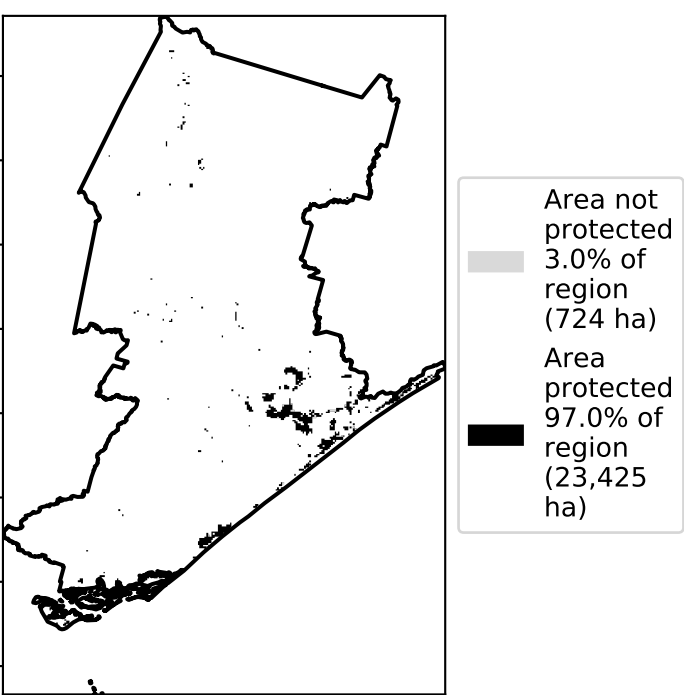 Area not
protected
3.0% of
region
(724 ha)
Area
protected
97.0% of
region
(23,425
ha)